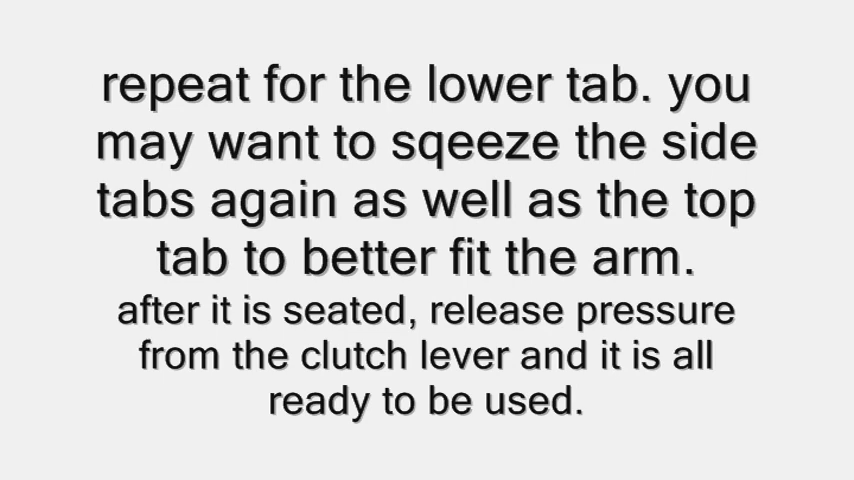 repeat for the lower tab. you
may want to sqeeze the side
tabs again as well as the top
tab to better fit the arm.
after it is seated, release pressure
from the clutch lever and it is all
ready to be used.